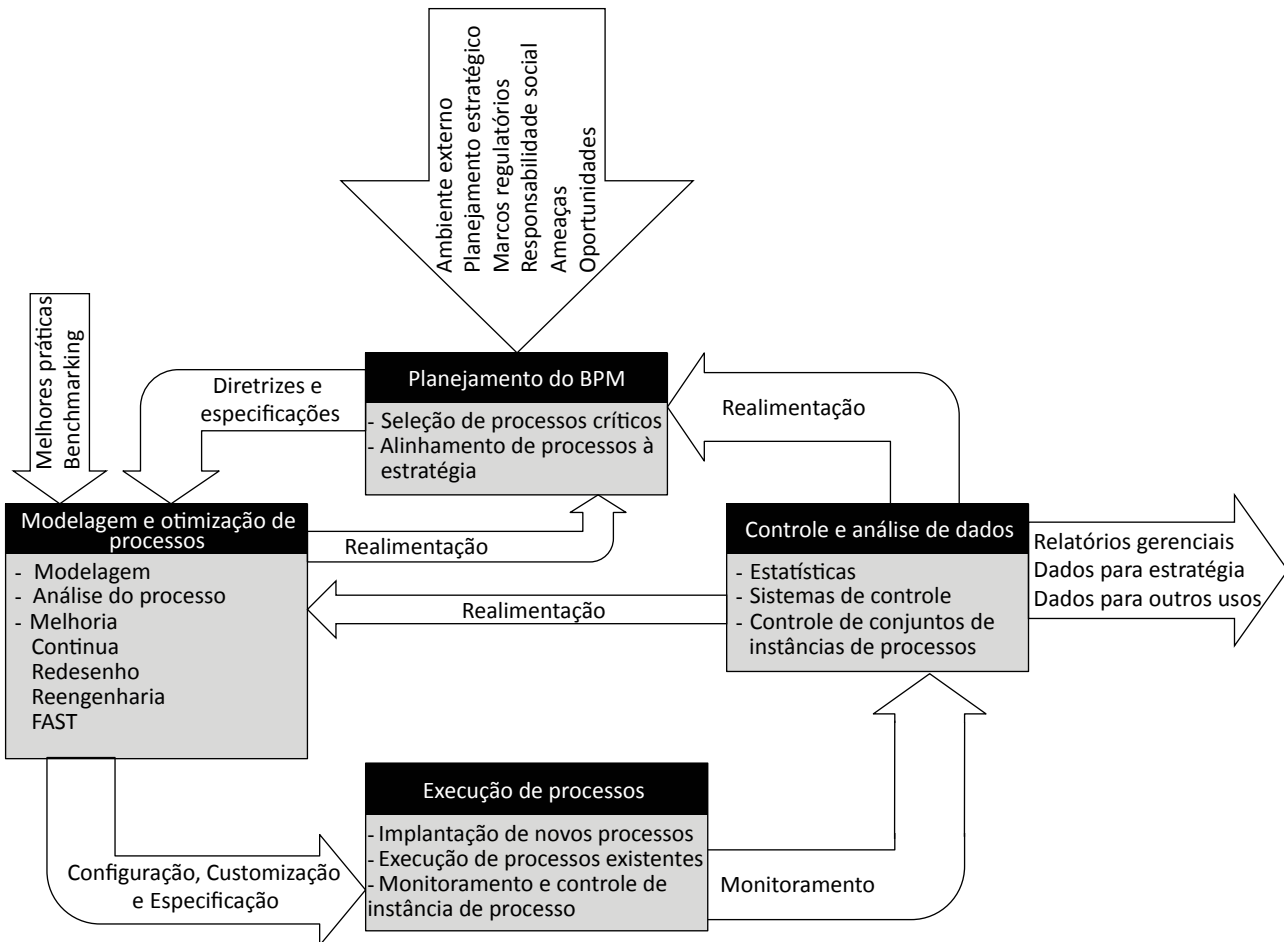 Ambiente externo
Planejamento estratégico
Marcos regulatórios
Responsabilidade social
Ameaças
Oportunidades
Melhores práticas
Benchmarking
Diretrizes e
especificações
Planejamento do BPM
- Seleção de processos críticos
- Alinhamento de processos à
estratégia
Realimentação
Modelagem e otimização de
processos
- Modelagem
- Análise do processo
- Melhoria
Continua
Redesenho
Reengenharia
FAST
Realimentação
Realimentação
Controle e análise de dados
- Estatísticas
- Sistemas de controle
- Controle de conjuntos de
instâncias de processos
Relatórios gerenciais
Dados para estratégia
Dados para outros usos
Configuração, Customização
e Especificação
Execução de processos
- Implantação de novos processos
- Execução de processos existentes
- Monitoramento e controle de
instância de processo
Monitoramento